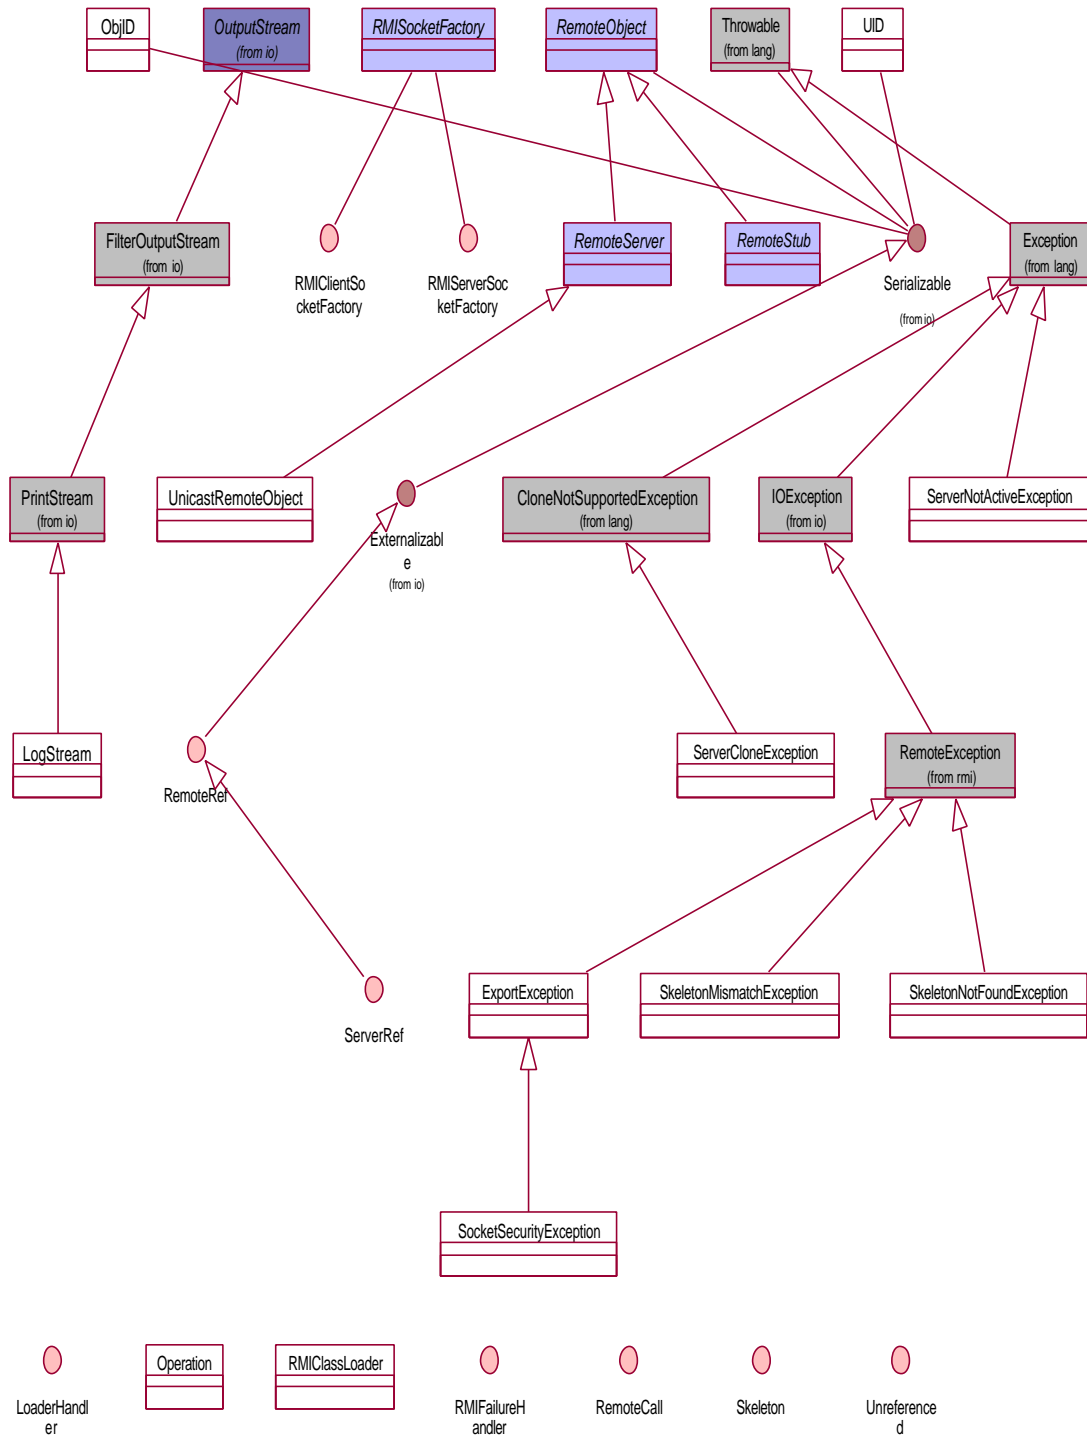 ObjID
OutputStream
(from io)
RMISocketFactory
RemoteObject
Throwable
(from lang)
UID
FilterOutputStream
(from io)
RMIClientSo
cketFactory
RMIServerSoc
ketFactory
RemoteServer
RemoteStub
Serializable
(from io)
Exception
(from lang)
PrintStream
(from io)
UnicastRemoteObject
Externalizabl
e
(from io)
CloneNotSupportedException
(from lang)
IOException
(from io)
ServerNotActiveException
LogStream
RemoteRef
ServerCloneException
RemoteException
(from rmi)
ServerRef
ExportException
SkeletonMismatchException
SkeletonNotFoundException
SocketSecurityException
LoaderHandl
er
Operation
RMIClassLoader
RMIFailureH
andler
RemoteCall
Skeleton
Unreference
d